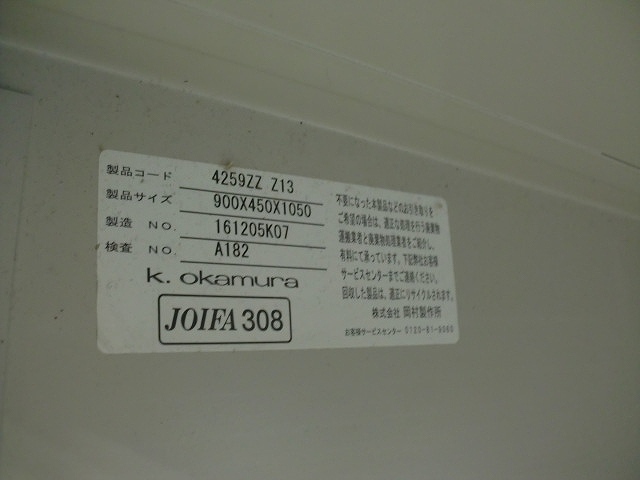 製品コード 4259ZZ Z13
製品サイズ 900X450X1050
製造 NO. 161205K07
検査 NO. A182
k. okamura
JOIFA 308
不要になった本製品などのお引き取りを
ご希望の場合は、適正な処理を行う廃棄物
運搬業者と廃棄物処理業者をご紹介し、
有料にて承っています。下記弊社お客様
サービスセンターまでご連絡ください。
回収した製品は、適正にリサイクルされます。
株式会社 岡村製作所
お客様サービスセンター 0120-81-9060